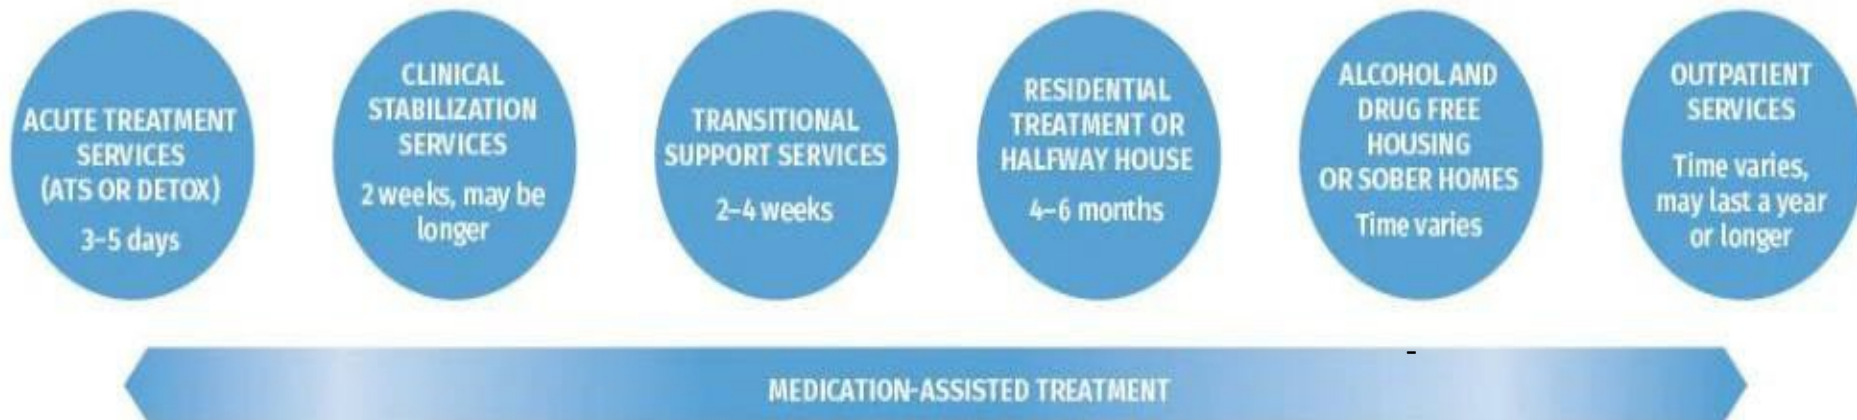 ACUTE TREATMENT
SERVICES
(ATS OR DETOX)
3–5 days
CLINICAL
STABILIZATION
SERVICES
2 weeks, may be
longer
TRANSITIONAL
SUPPORT SERVICES
2–4 weeks
RESIDENTIAL
TREATMENT OR
HALFWAY HOUSE
4–6 months
ALCOHOL AND
DRUG FREE
HOUSING
OR SOBER HOMES
Time varies
OUTPATIENT
SERVICES
Time varies,
may last a year
or longer
-
MEDICATION-ASSISTED TREATMENT